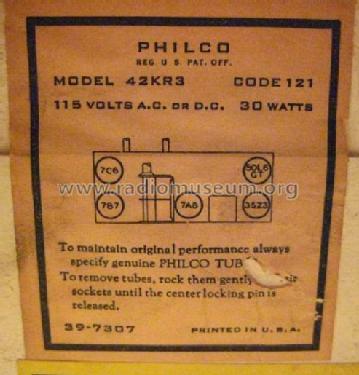 PHILCO
REG. U. S. PAT. OFF.
MODEL 42KR3 CODE 121
115 VOLTS A.C. OR D.C. 30 WATTS
7C6 50L6 GT
www.radiomuseum.org
7B7 7A8 35Z3
To maintain original performance always
specify genuine PHILCO TUB
To remove tubes, rock them gently
sockets until the center locking pin is
released.
39-7307 PRINTED IN U.S.A.